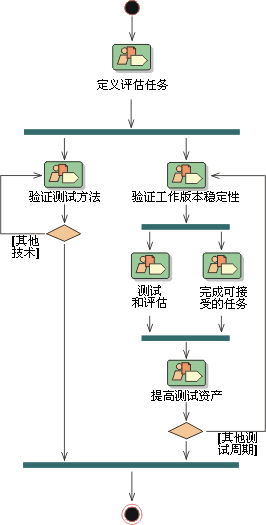 定义评估任务
验证测试方法
验证工作版本稳定性
[其他
技术]
测试
和评估
完成可接
受的任务
提高测试资产
[其他测
试周期]